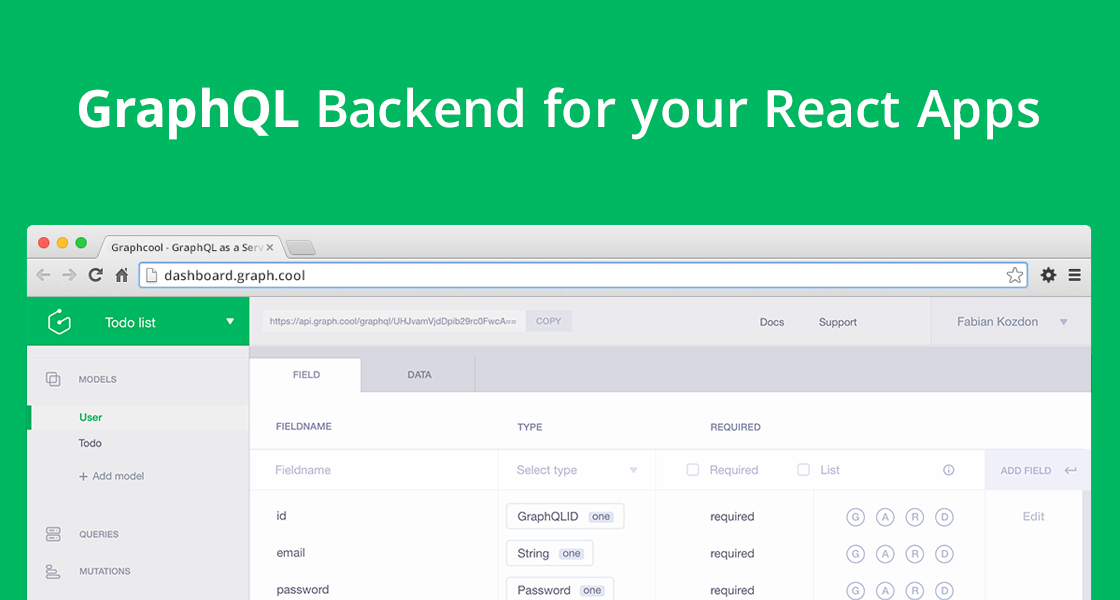 GraphQL Backend for your React Apps
Graphcool - GraphQL as a Serv
dashboard.graph.cool
Todo list
https://api.graph.cool/graphql/UHJvamVjdDpib29rc0FwcA==
COPY
Docs
Support
Fabian Kozdon
MODELS
User
Todo
+ Add model
QUERIES
MUTATIONS
FIELD
DATA
FIELDNAME
TYPE
REQUIRED
Fieldname
Select type
Required
List
ADD FIELD
id
GraphQLID one
required
G A R D
Edit
email
String one
required
G A R D
password
Password one
required
G A R D